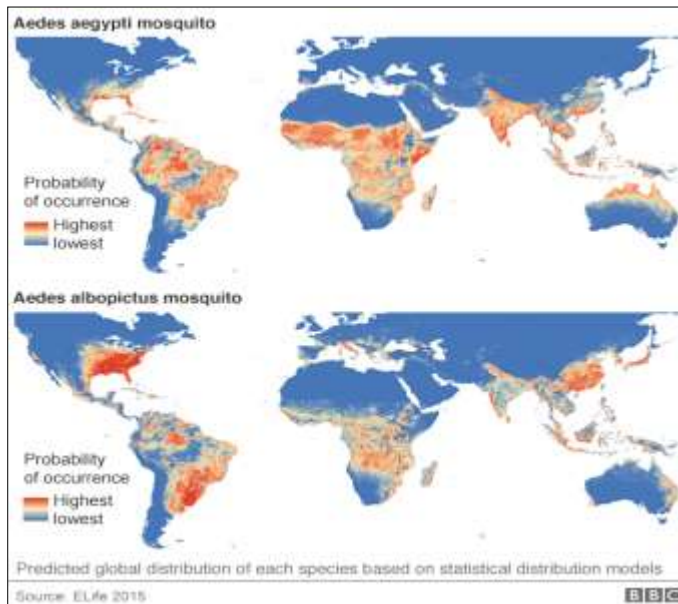 Aedes aegypti mosquito
Probability
of occurrence
Highest
lowest
Aedes albopictus mosquito
Probability
of occurrence
Highest
lowest
Predicted global distribution of each species based on statistical distribution models
Source: ELife 2015
BBC